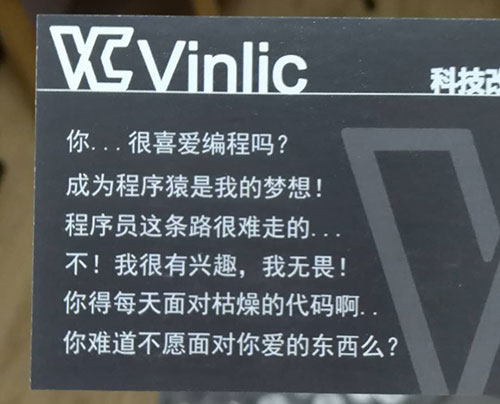 VC Vinlic
科技改
你...很喜爱编程吗?
成为程序猿是我的梦想!
程序员这条路很难走的...
不!我很有兴趣,我无畏!
你得每天面对枯燥的代码啊..
你难道不愿面对你爱的东西么?